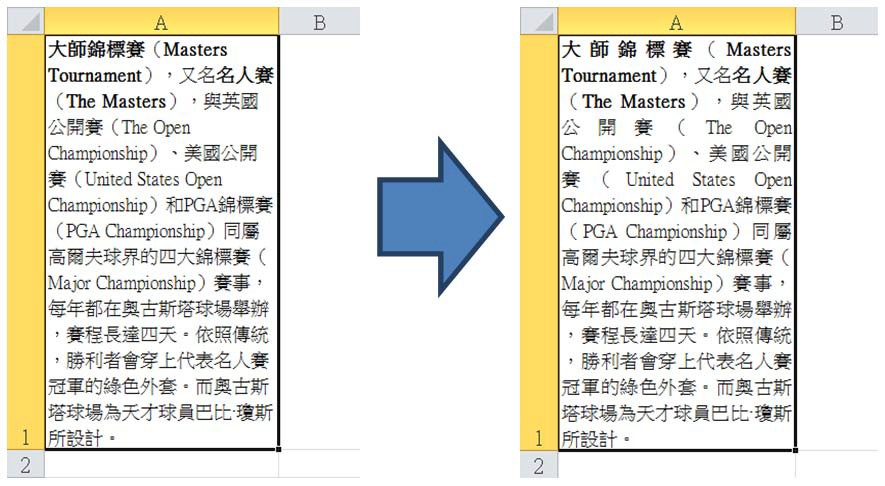 A B
大師錦標賽（Masters
Tournament），又名名人賽
（The Masters），與英國
公開賽（The Open
Championship）、美國公開
賽（United States Open
Championship）和PGA錦標賽
（PGA Championship）同屬
高爾夫球界的四大錦標賽（
Major Championship）賽事，
每年都在奧古斯塔球場舉辦
，賽程長達四天。依照傳統
，勝利者會穿上代表名人賽
冠軍的綠色外套。而奧古斯
塔球場為天才球員巴比·瓊斯
1 所設計。
2
A B
大師錦標賽（Masters
Tournament），又名名人賽
（The Masters），與英國
公開賽（The Open
Championship）、美國公開
賽（United States Open
Championship）和PGA錦標賽
（PGA Championship）同屬
高爾夫球界的四大錦標賽（
Major Championship）賽事，
每年都在奧古斯塔球場舉辦
，賽程長達四天。依照傳統
，勝利者會穿上代表名人賽
冠軍的綠色外套。而奧古斯
塔球場為天才球員巴比·瓊斯
1 所設計。
2